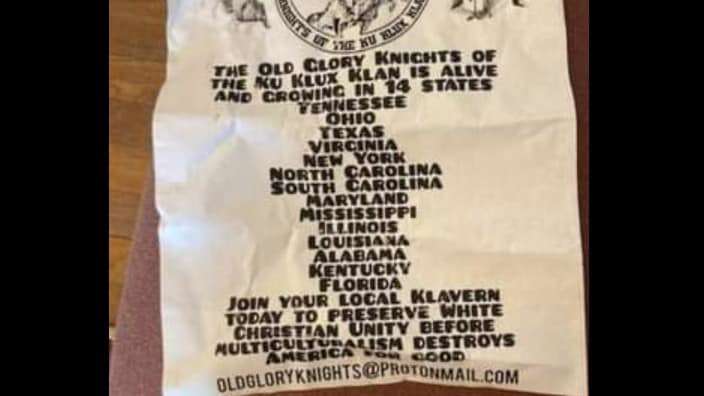 KNIGHTS OF THE KU KLUX KLAN
THE OLD GLORY KNIGHTS OF
THE KU KLUX KLAN IS ALIVE
AND GROWING IN 14 STATES
TENNESSEE
OHIO
TEXAS
VIRGINIA
NEW YORK
NORTH CAROLINA
SOUTH CAROLINA
MARYLAND
MISSISSIPPI
ILLINOIS
LOUISIANA
ALABAMA
KENTUCKY
FLORIDA
JOIN YOUR LOCAL KLAVERN
TODAY TO PRESERVE WHITE
CHRISTIAN UNITY BEFORE
MULTICULTURALISM DESTROYS
AMERICA FOR GOOD
OLDGLORYKNIGHTS@PROTONMAIL.COM